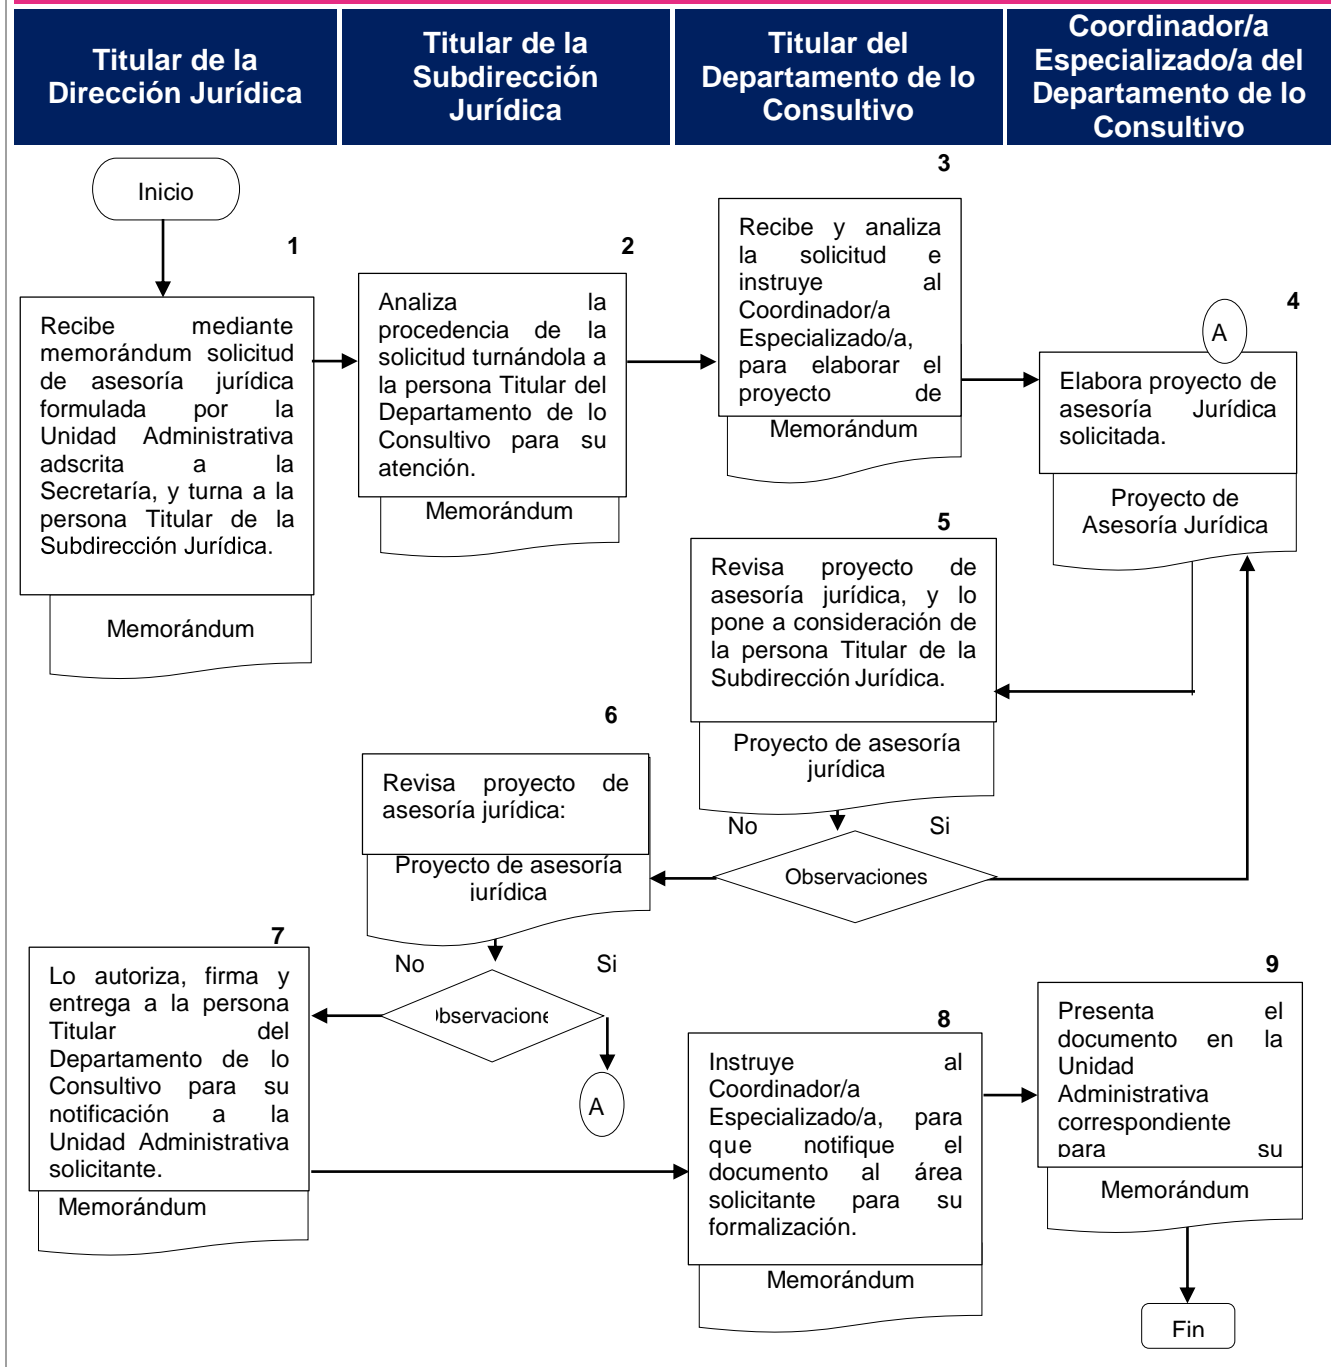 Titular de la
Dirección Jurídica
Titular de la
Subdirección
Jurídica
Titular del
Departamento de lo
Consultivo
Coordinador/a
Especializado/a del
Departamento de lo
Consultivo
Inicio
1
Recibe mediante
memorándum solicitud
de asesoría jurídica
formulada por la
Unidad Administrativa
adscrita a la
Secretaría, y turna a la
persona Titular de la
Subdirección Jurídica.
Memorándum
2
Analiza la
procedencia de la
solicitud turnándola a
la persona Titular del
Departamento de lo
Consultivo para su
atención.
Memorándum
3
Recibe y analiza
la solicitud e
instruye al
Coordinador/a
Especializado/a,
para elaborar el
proyecto de
Memorándum
4
A
Elabora proyecto de
asesoría Jurídica
solicitada.
Proyecto de
Asesoría Jurídica
5
Revisa proyecto de
asesoría jurídica, y lo
pone a consideración de
la persona Titular de la
Subdirección Jurídica.
Proyecto de asesoría
jurídica
No
Si
Observaciones
6
Revisa proyecto de
asesoría jurídica:
Proyecto de asesoría
jurídica
No
Si
bservacione
A
7
Lo autoriza, firma y
entrega a la persona
Titular del
Departamento de lo
Consultivo para su
notificación a la
Unidad Administrativa
solicitante.
Memorándum
8
Instruye al
Coordinador/a
Especializado/a, para
que notifique el
documento al área
solicitante para su
formalización.
Memorándum
9
Presenta el
documento en la
Unidad
Administrativa
correspondiente
para su
Memorándum
Fin